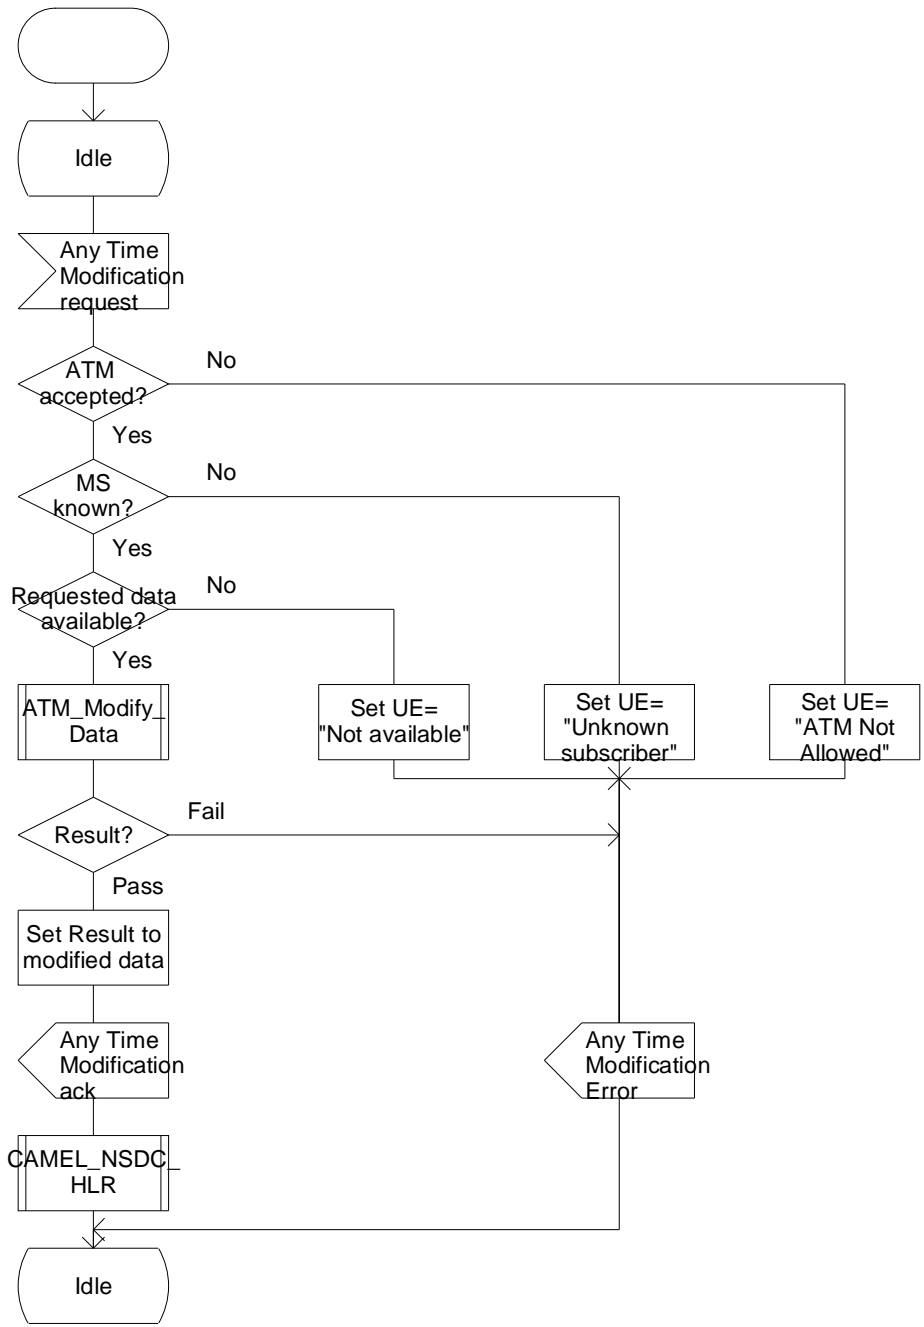 Idle
Any Time
Modification
request
ATM
accepted?
No
Yes
MS
known?
No
Yes
Requested data
available?
No
Yes
ATM_Modify_
Data
Set UE=
"Not available"
Set UE=
"Unknown
subscriber"
Set UE=
"ATM Not
Allowed"
Result?
Fail
Pass
Set Result to
modified data
Any Time
Modification
ack
Any Time
Modification
Error
CAMEL_NSDC_
HLR
Idle